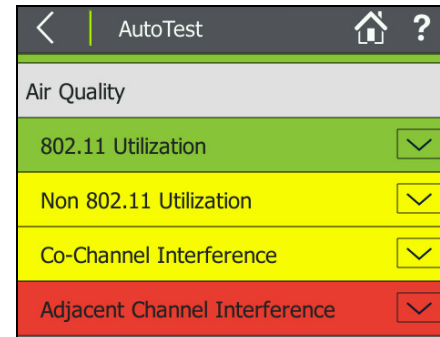 AutoTest ?
Air Quality
802.11 Utilization
Non 802.11 Utilization
Co-Channel Interference
Adjacent Channel Interference